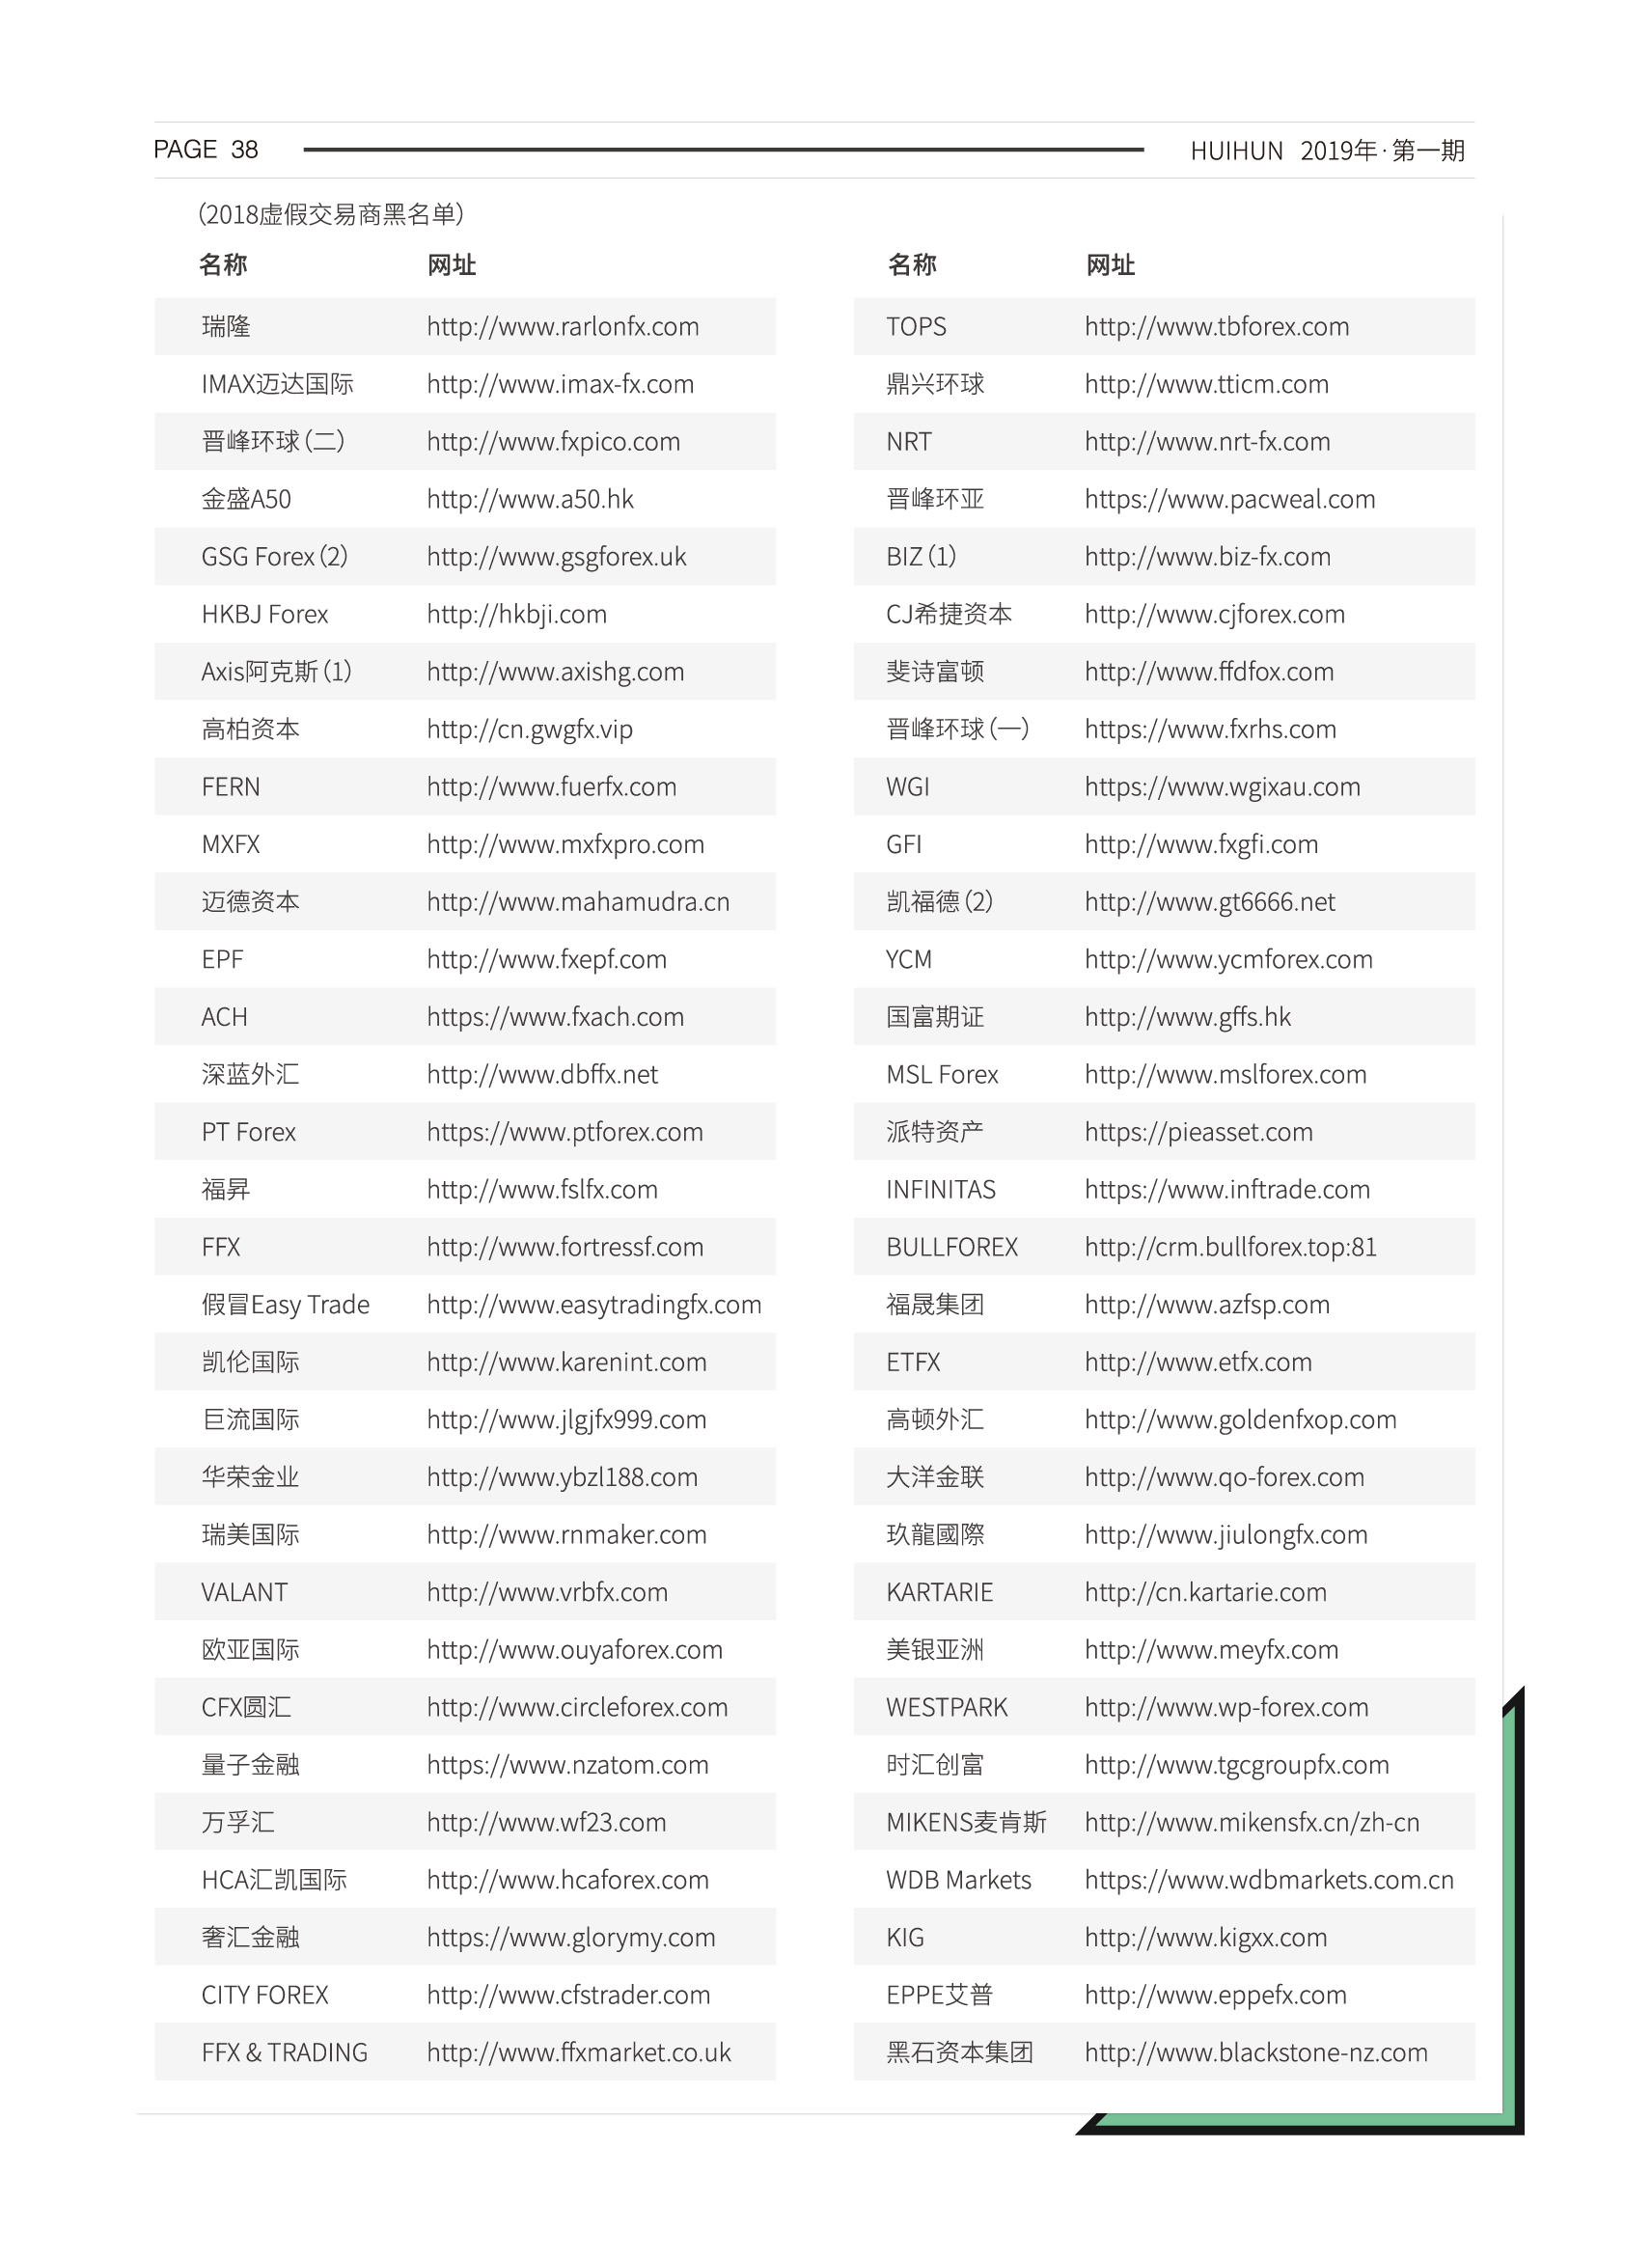 PAGE 38
HUIHUN 2019年·第一期
（2018虚假交易商黑名单）
名称 网址
瑞隆 http://www.rarlonfx.com
IMAX迈达国际 http://www.imax-fx.com
晋峰环球（二） http://www.fxpico.com
金盛A50 http://www.a50.hk
GSG Forex（2） http://www.gsgforex.uk
HKBJ Forex http://hkbji.com
Axis阿克斯（1） http://www.axishg.com
高柏资本 http://cn.gwgfx.vip
FERN http://www.fuerfx.com
MXFX http://www.mxfxpro.com
迈德资本 http://www.mahamudra.cn
EPF http://www.fxepf.com
ACH https://www.fxach.com
深蓝外汇 http://www.dbffx.net
PT Forex https://www.ptforex.com
福昇 http://www.fslfx.com
FFX http://www.fortressf.com
假冒Easy Trade http://www.easytradingfx.com
凯伦国际 http://www.karenint.com
巨流国际 http://www.jlgjfx999.com
华荣金业 http://www.ybzl188.com
瑞美国际 http://www.rnmaker.com
VALANT http://www.vrbfx.com
欧亚国际 http://www.ouyaforex.com
CFX圆汇 http://www.circleforex.com
量子金融 https://www.nzatom.com
万孚汇 http://www.wf23.com
HCA汇凯国际 http://www.hcaforex.com
奢汇金融 https://www.glorymy.com
CITY FOREX http://www.cfstrader.com
FFX & TRADING http://www.ffxmarket.co.uk
名称 网址
TOPS http://www.tbforex.com
鼎兴环球 http://www.tticm.com
NRT http://www.nrt-fx.com
晋峰环亚 https://www.pacweal.com
BIZ（1） http://www.biz-fx.com
CJ希捷资本 http://www.cjforex.com
斐诗富顿 http://www.ffdfox.com
晋峰环球（一） https://www.fxrhs.com
WGI https://www.wgixau.com
GFI http://www.fxgfi.com
凯福德（2） http://www.gt6666.net
YCM http://www.ycmforex.com
国富期证 http://www.gffs.hk
MSL Forex http://www.mslforex.com
派特资产 https://pieasset.com
INFINITAS https://www.inftrade.com
BULLFOREX http://crm.bullforex.top:81
福晟集团 http://www.azfsp.com
ETFX http://www.etfx.com
高顿外汇 http://www.goldenfxop.com
大洋金联 http://www.qo-forex.com
玖龍國際 http://www.jiulongfx.com
KARTARIE http://cn.kartarie.com
美银亚洲 http://www.meyfx.com
WESTPARK http://www.wp-forex.com
时汇创富 http://www.tgcgroupfx.com
MIKENS麦肯斯 http://www.mikensfx.cn/zh-cn
WDB Markets https://www.wdbmarkets.com.cn
KIG http://www.kigxx.com
EPPE艾普 http://www.eppefx.com
黑石资本集团 http://www.blackstone-nz.com